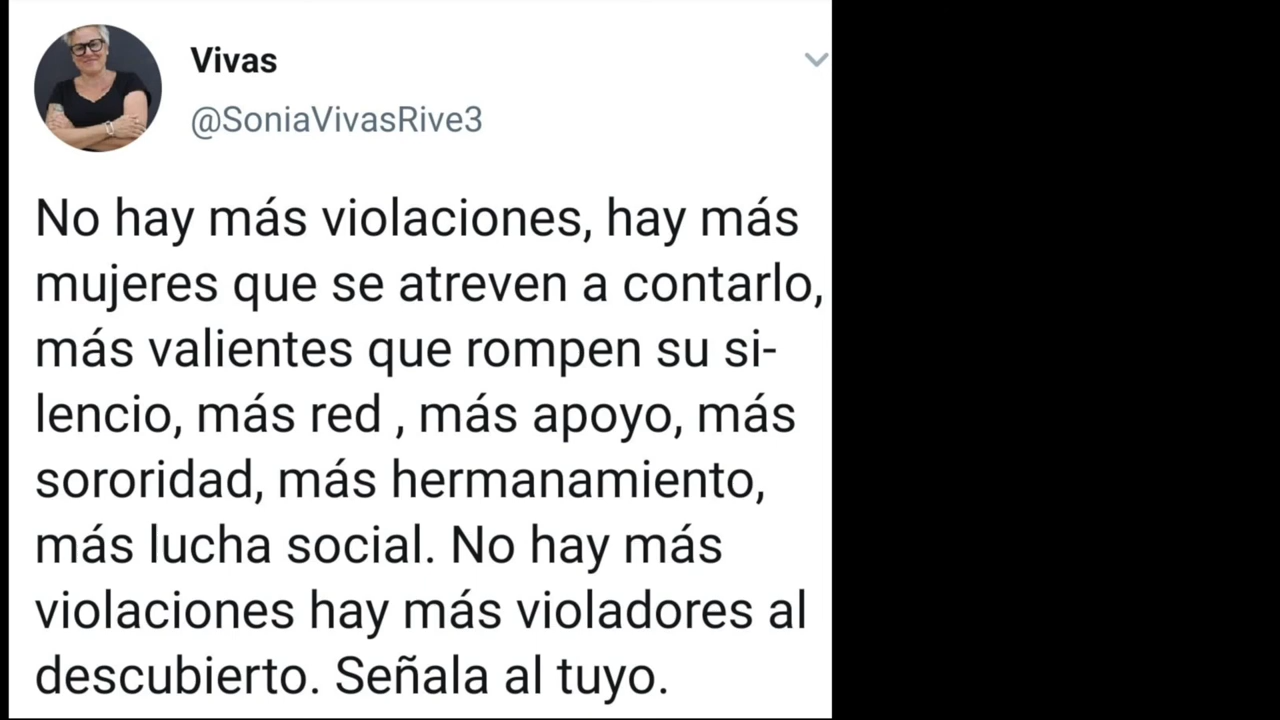 Vivas
@SoniaVivasRive3
No hay más violaciones, hay más
mujeres que se atreven a contarlo,
más valientes que rompen su si-
lencio, más red , más apoyo, más
sororidad, más hermanamiento,
más lucha social. No hay más
violaciones hay más violadores al
descubierto. Señala al tuyo.